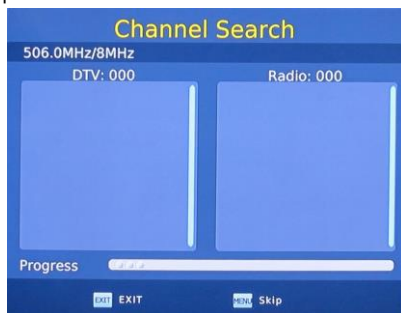 Channel Search
506.0MHz/8MHz
DTV: 000 Radio: 000
Progress
EXIT EXIT MENU Skip